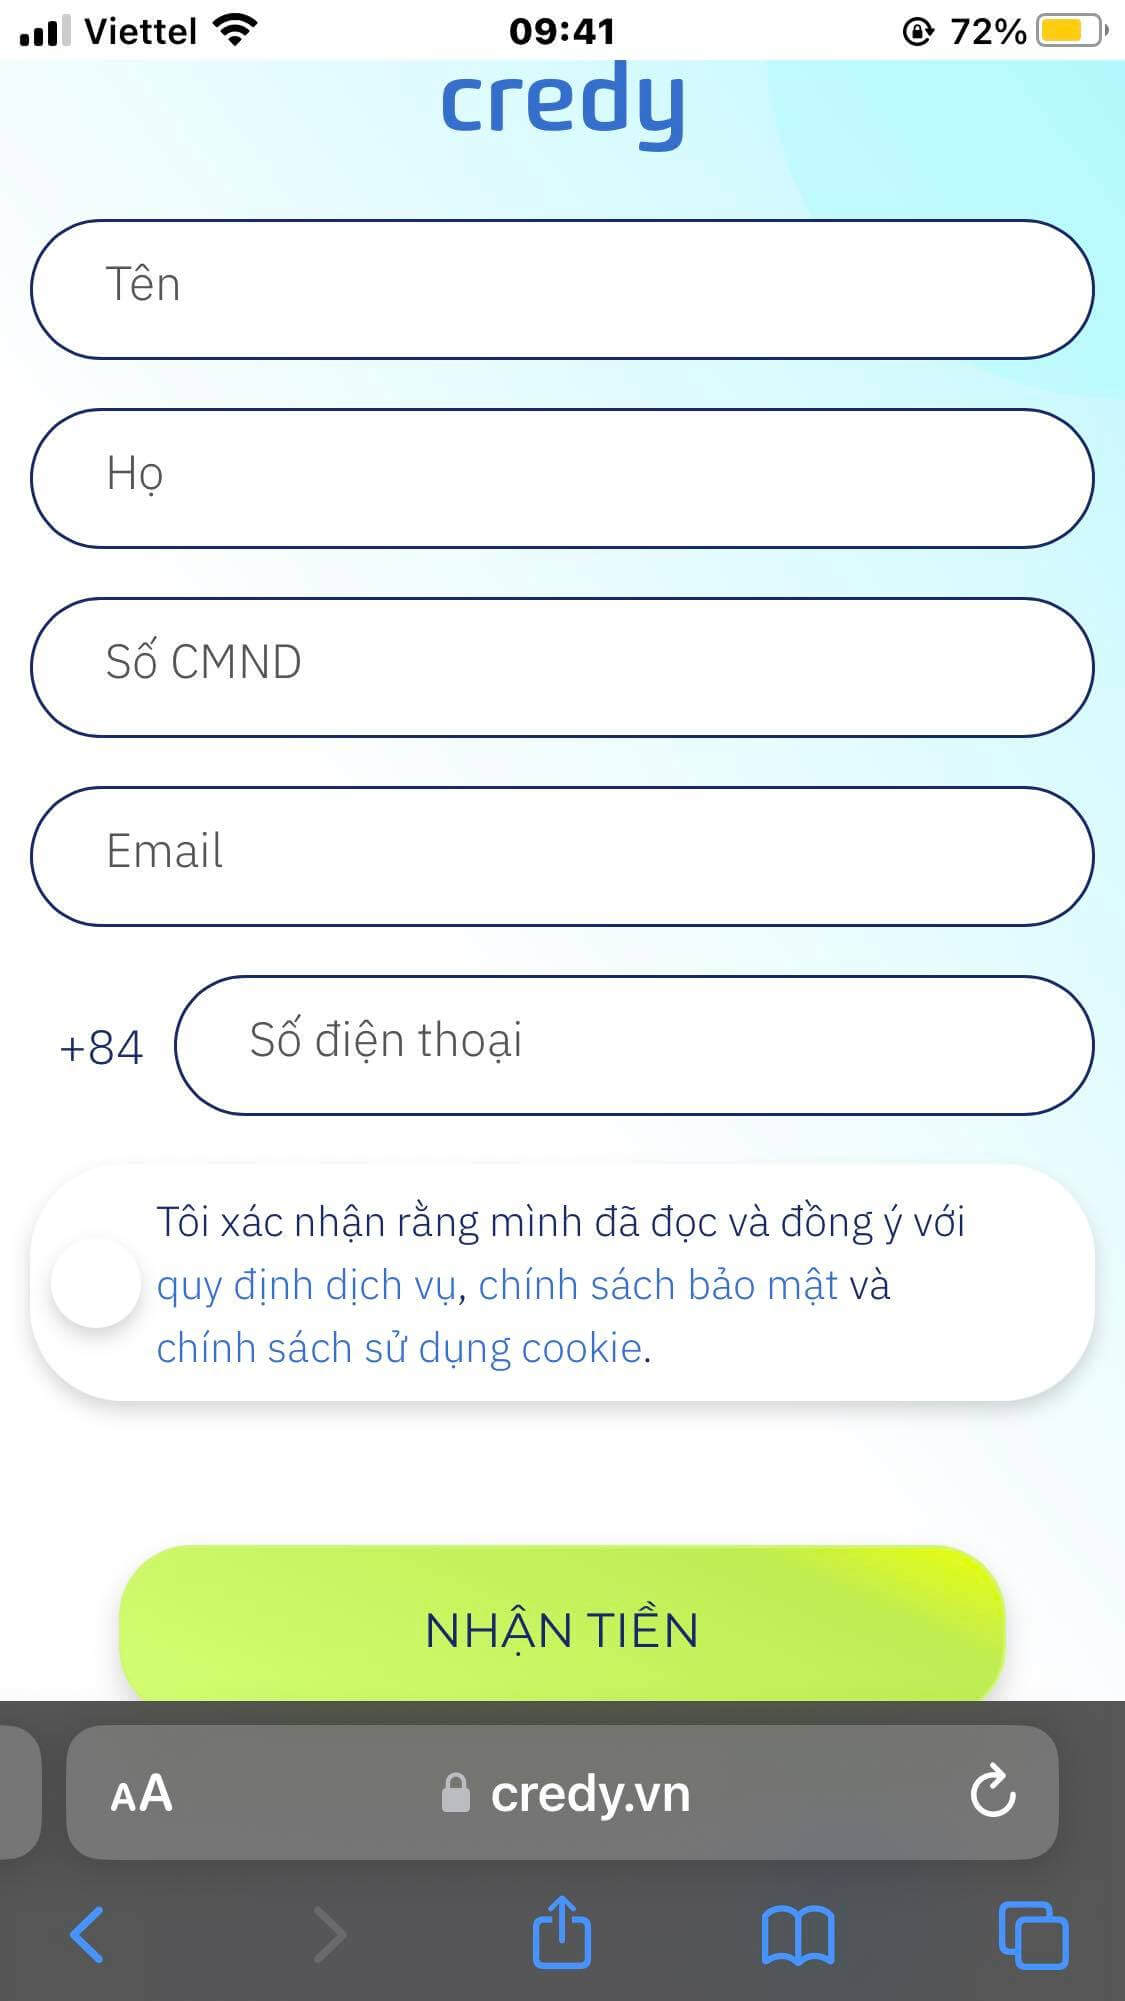 Viettel 09:41 72%
credy
Tên
Họ
Số CMND
Email
+84 Số điện thoại
Tôi xác nhận rằng mình đã đọc và đồng ý với
quy định dịch vụ, chính sách bảo mật và
chính sách sử dụng cookie.
NHẬN TIỀN
AA credy.vn